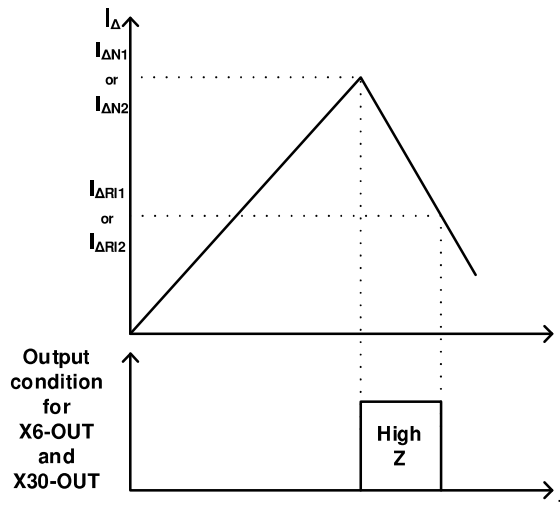 IΔ
IΔN1
or
IΔN2
IΔRI1
or
IΔRI2
Output
condition
for
X6-OUT
and
X30-OUT
High
Z